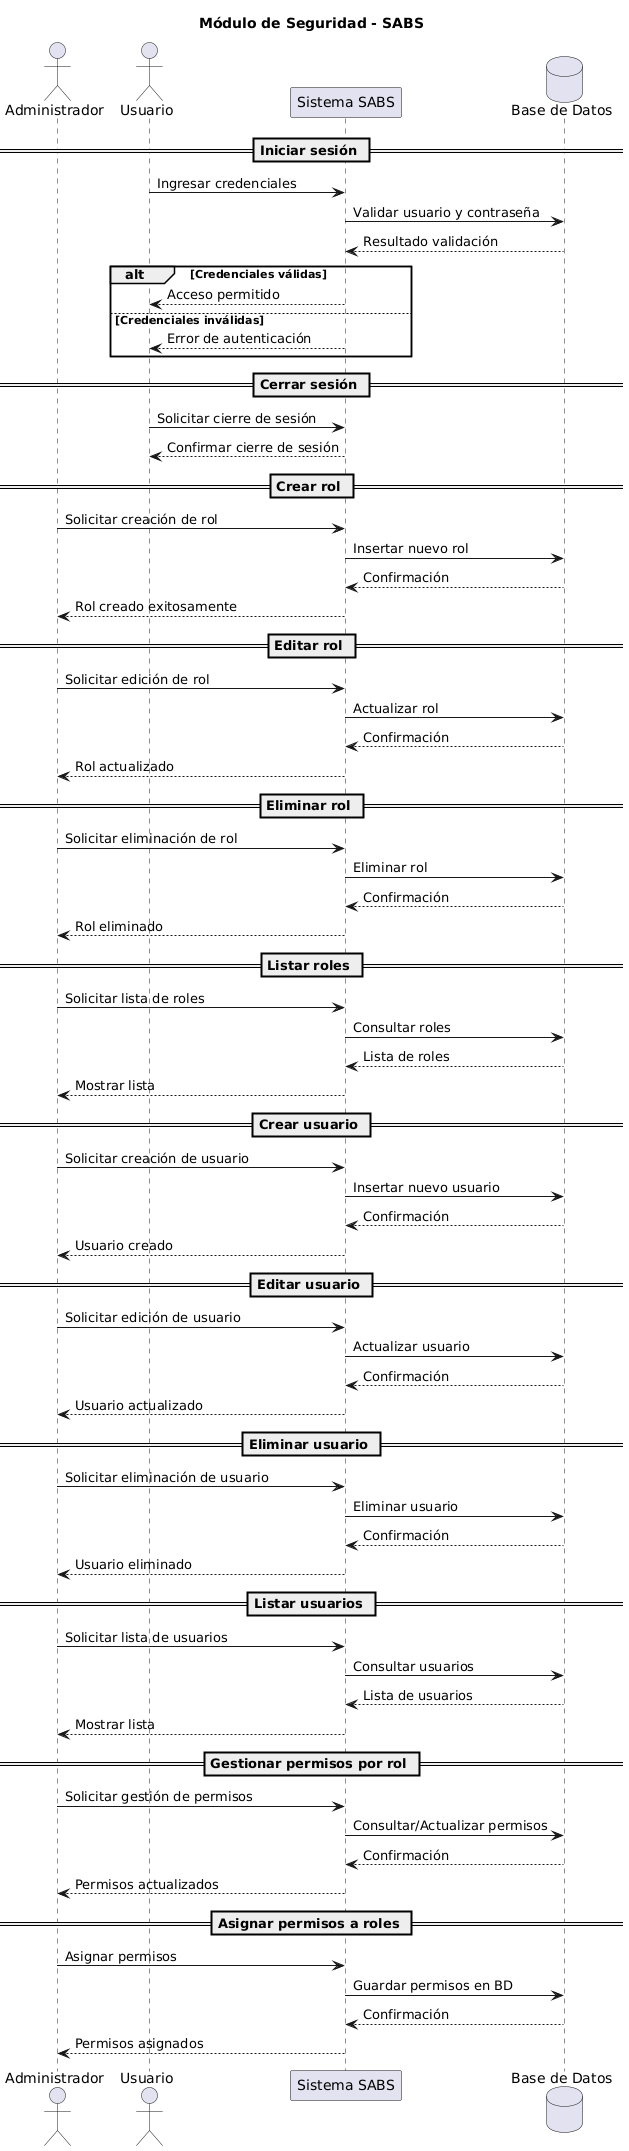 Módulo de Seguridad - SABS
Administrador
Usuario
Sistema SABS
Base de Datos
Iniciar sesión
Ingresar credenciales
Validar usuario y contraseña
Resultado validación
alt
[Credenciales válidas]
Acceso permitido
[Credenciales inválidas]
Error de autenticación
Cerrar sesión
Solicitar cierre de sesión
Confirmar cierre de sesión
Crear rol
Solicitar creación de rol
Insertar nuevo rol
Confirmación
Rol creado exitosamente
Editar rol
Solicitar edición de rol
Actualizar rol
Confirmación
Rol actualizado
Eliminar rol
Solicitar eliminación de rol
Eliminar rol
Confirmación
Rol eliminado
Listar roles
Solicitar lista de roles
Consultar roles
Lista de roles
Mostrar lista
Crear usuario
Solicitar creación de usuario
Insertar nuevo usuario
Confirmación
Usuario creado
Editar usuario
Solicitar edición de usuario
Actualizar usuario
Confirmación
Usuario actualizado
Eliminar usuario
Solicitar eliminación de usuario
Eliminar usuario
Confirmación
Usuario eliminado
Listar usuarios
Solicitar lista de usuarios
Consultar usuarios
Lista de usuarios
Mostrar lista
Gestionar permisos por rol
Solicitar gestión de permisos
Consultar/Actualizar permisos
Confirmación
Permisos actualizados
Asignar permisos a roles
Asignar permisos
Guardar permisos en BD
Confirmación
Permisos asignados
Administrador
Usuario
Sistema SABS
Base de Datos